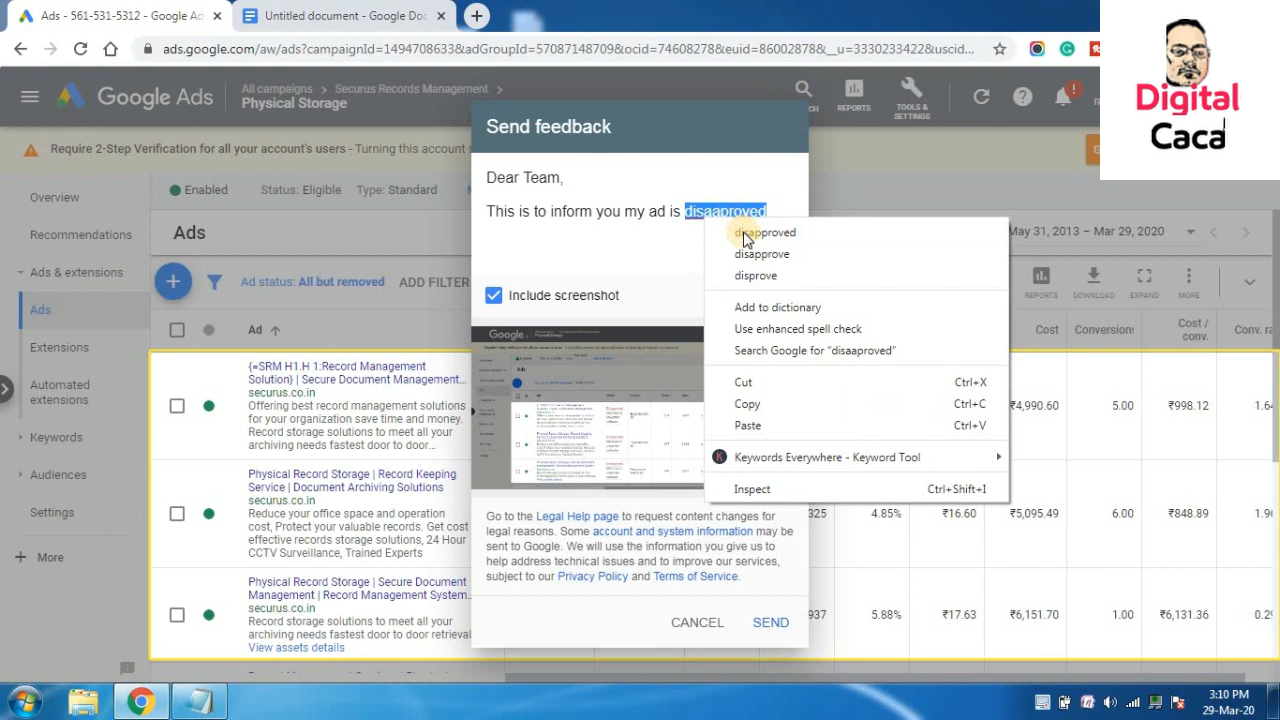 Ads - 561-531-5312 - Google Ads
Untitled document - Google Doc
ads.google.com/aw/ads?campaignId=1494708633&adGroupId=57087148709&ocid=74608278&euid=86002878&__u=3330233422&uscid...
Google Ads
All campaigns > Securus Records Management >
Physical Storage
REPORTS
TOOLS &
SETTINGS
Digital
Caca
Require 2-Step Verification for all your account's users - Turning this account
Enabled
Status: Eligible
Type: Standard
Ads
May 31, 2013 – Mar 29, 2020
Ad status: All but removed
ADD FILTER
REPORTS
DOWNLOAD
EXPAND
MORE
Overview
Recommendations
Ads & extensions
Ads
Extensions
Automated
extensions
Keywords
Audiences
Settings
More
Send feedback
Dear Team,
This is to inform you my ad is disaaproved
Include screenshot
disapproved
disapprove
disprove
Add to dictionary
Use enhanced spell check
Search Google for “disaaproved”
Cut Ctrl+X
Copy Ctrl+C
Paste Ctrl+V
Keywords Everywhere - Keyword Tool
Inspect Ctrl+Shift+I
Go to the Legal Help page to request content changes for
legal reasons. Some account and system information may be
sent to Google. We will use the information you give us to
help address technical issues and to improve our services,
subject to our Privacy Policy and Terms of Service.
CANCEL
SEND
Ad
Cost
Conversions
Cost /
conv.
Conv. ra
{=SRM H1.H 1:Record Management
Solution} | Secure Document
Management...
securus.co.in
Offering best record management solutions
for your organization save time and money.
Record storage solutions to meet all your
archiving needs fastest door to door...
₹4,990.60 5.00 ₹998.12 1.64
Physical Record Storage | Record Keeping
Service | Document Archiving Solutions
securus.co.in
Reduce your office space and operation
cost, Protect your valuable records. Get cost
effective records storage solutions, 24 Hour
CCTV Surveillance, Trained Experts
325 4.85% ₹16.60 ₹5,095.49 6.00 ₹848.89
Physical Record Storage | Secure Document
Management | Record Management System...
securus.co.in
Record storage solutions to meet all your
archiving needs fastest door to door retrieval
View assets details
937 5.88% ₹17.63 ₹6,151.70 1.00 ₹6,131.36
3:10 PM
29-Mar-20